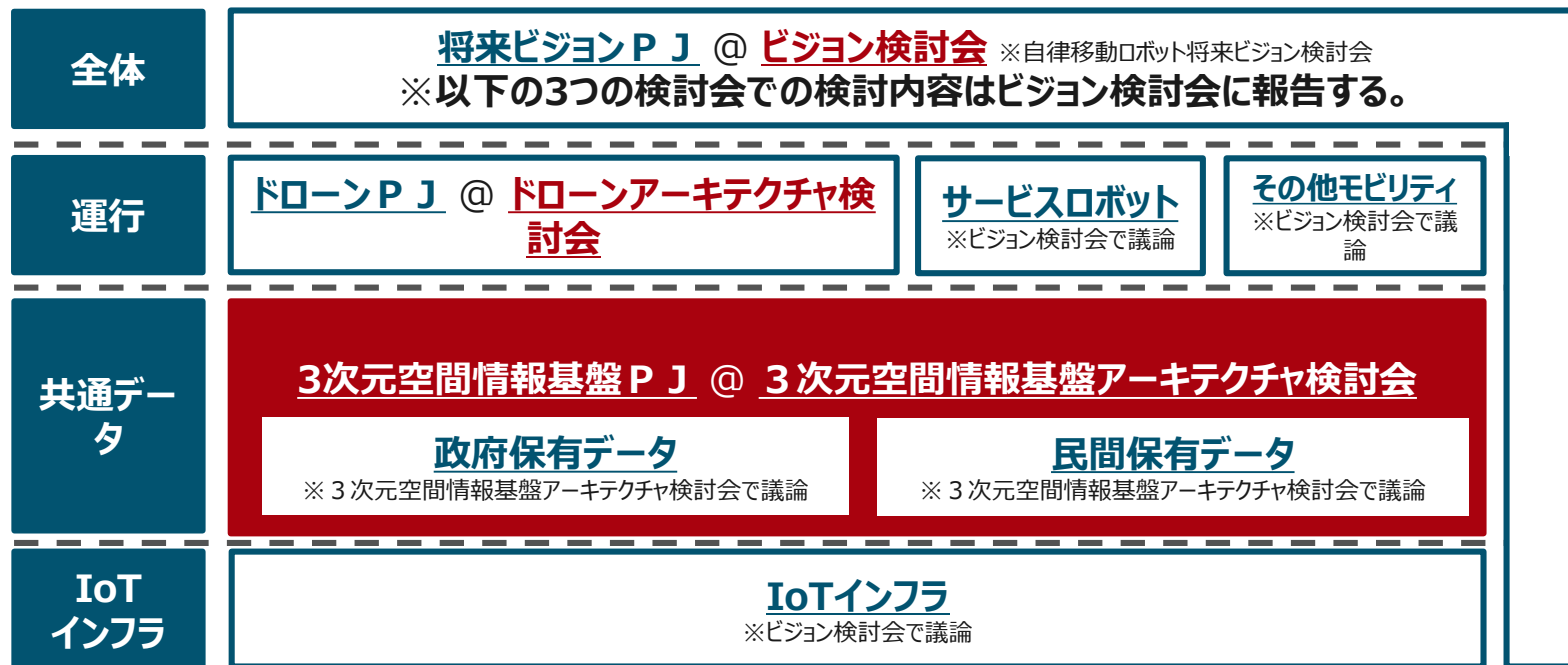 全体
将来ビジョンＰＪ @ ビジョン検討会 ※自律移動ロボット将来ビジョン検討会
※以下の3つの検討会での検討内容はビジョン検討会に報告する。
運行
ドローンＰＪ @ ドローンアーキテクチャ検
討会
サービスロボット
※ビジョン検討会で議論
その他モビリティ
※ビジョン検討会で議
論
共通デー
タ
3次元空間情報基盤ＰＪ @ ３次元空間情報基盤アーキテクチャ検討会
政府保有データ
※３次元空間情報基盤アーキテクチャ検討会で議論
民間保有データ
※３次元空間情報基盤アーキテクチャ検討会で議論
IoT
インフラ
IoTインフラ
※ビジョン検討会で議論